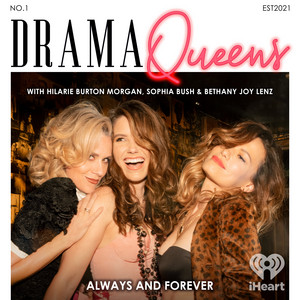 NO.1
EST2021
DRAMA Queens
WITH HILARIE BURTON MORGAN, SOPHIA BUSH & BETHANY JOY LENZ
ALWAYS AND FOREVER
iHeart